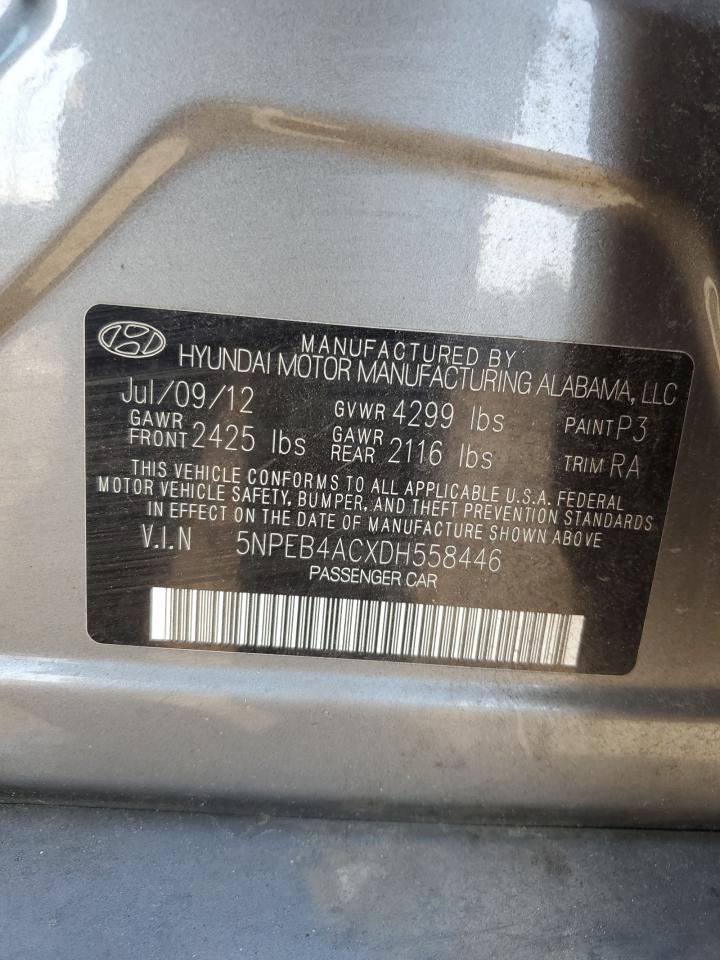 MANUFACTURED BY
HYUNDAI MOTOR MANUFACTURING ALABAMA, LLC
Jul/09/12 GVWR 4299 lbs PAINT P3
GAWR FRONT 2425 lbs GAWR REAR 2116 lbs TRIM RA
THIS VEHICLE CONFORMS TO ALL APPLICABLE U.S.A. FEDERAL
MOTOR VEHICLE SAFETY, BUMPER, AND THEFT PREVENTION STANDARDS
IN EFFECT ON THE DATE OF MANUFACTURE SHOWN ABOVE
V.I.N 5NPEB4ACXDH558446
PASSENGER CAR